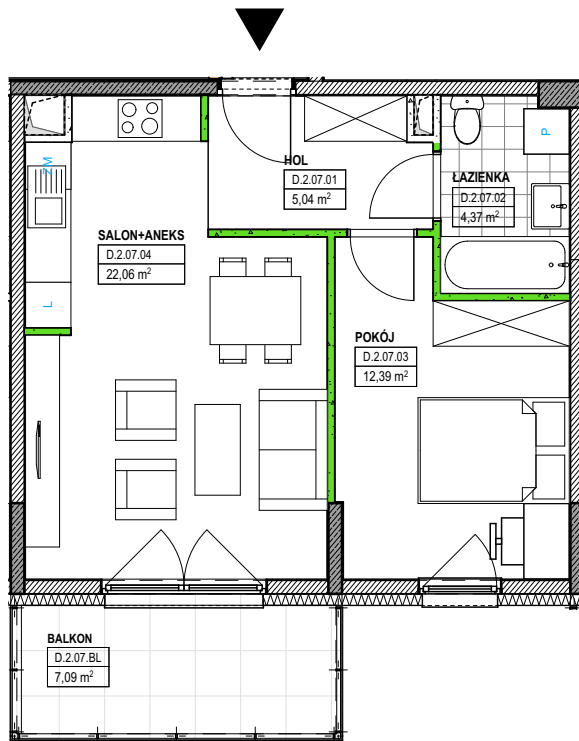 HOL
D.2.07.01
5,04 m²
P
ŁAZIENKA
D.2.07.02
4,37 m²
ZM
SALON+ANEKS
D.2.07.04
22,06 m²
L
POKÓJ
D.2.07.03
12,39 m²
BALKON
D.2.07.BL
7,09 m²